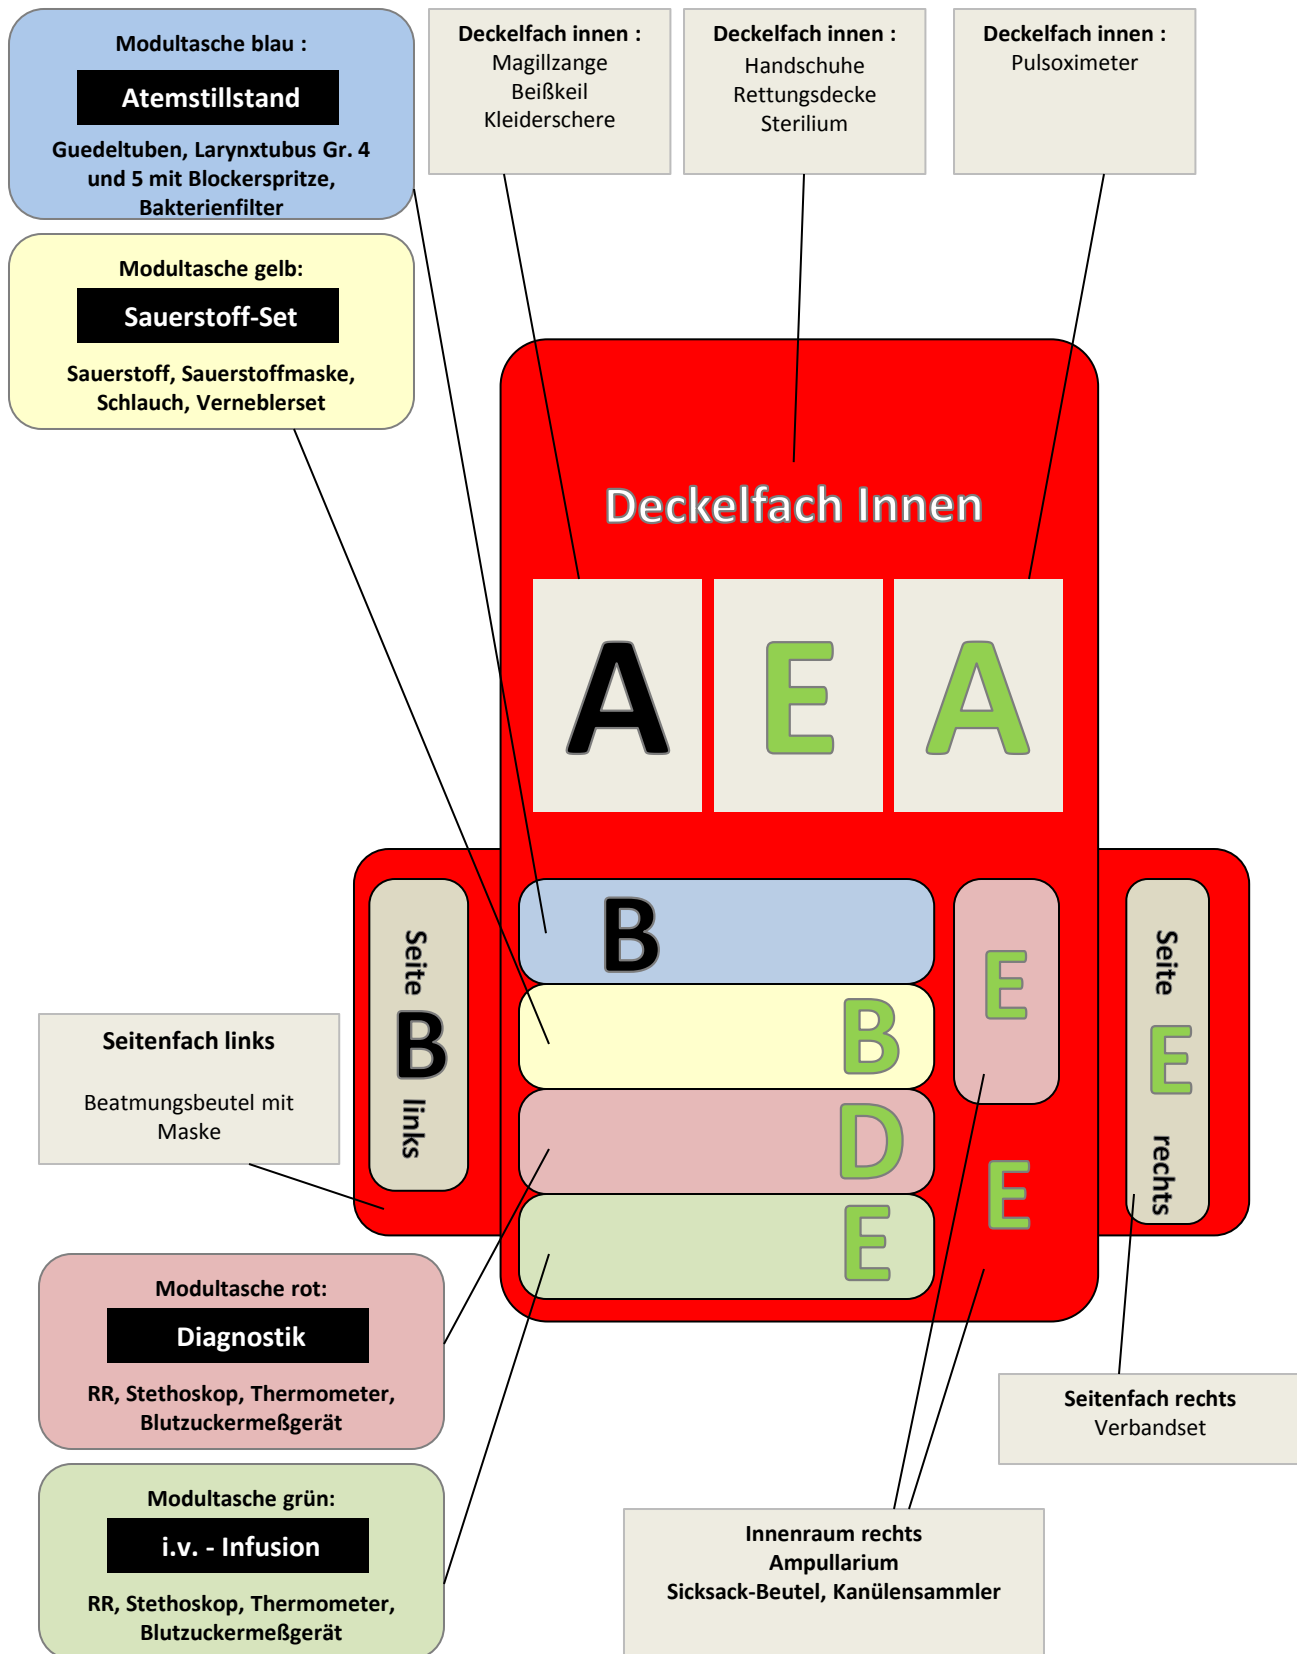 Modultasche blau :
Atemstillstand
Guedeltuben, Larynxtubus Gr. 4
und 5 mit Blockerspritze,
Bakterienfilter
Deckelfach innen :
Magillzange
Beißkeil
Kleiderschere
Deckelfach innen :
Handschuhe
Rettungsdecke
Sterilium
Deckelfach innen :
Pulsoximeter
Modultasche gelb:
Sauerstoff-Set
Sauerstoff, Sauerstoffmaske,
Schlauch, Verneblerset
Deckelfach Innen
A E A
Seite B links
B
B
D
E
E
E
Seite E rechts
Seitenfach links
Beatmungsbeutel mit
Maske
Modultasche rot:
Diagnostik
RR, Stethoskop, Thermometer,
Blutzuckermeßgerät
Seitenfach rechts
Verbandset
Modultasche grün:
i.v. - Infusion
RR, Stethoskop, Thermometer,
Blutzuckermeßgerät
Innenraum rechts
Ampullarium
Sicksack-Beutel, Kanülensammler